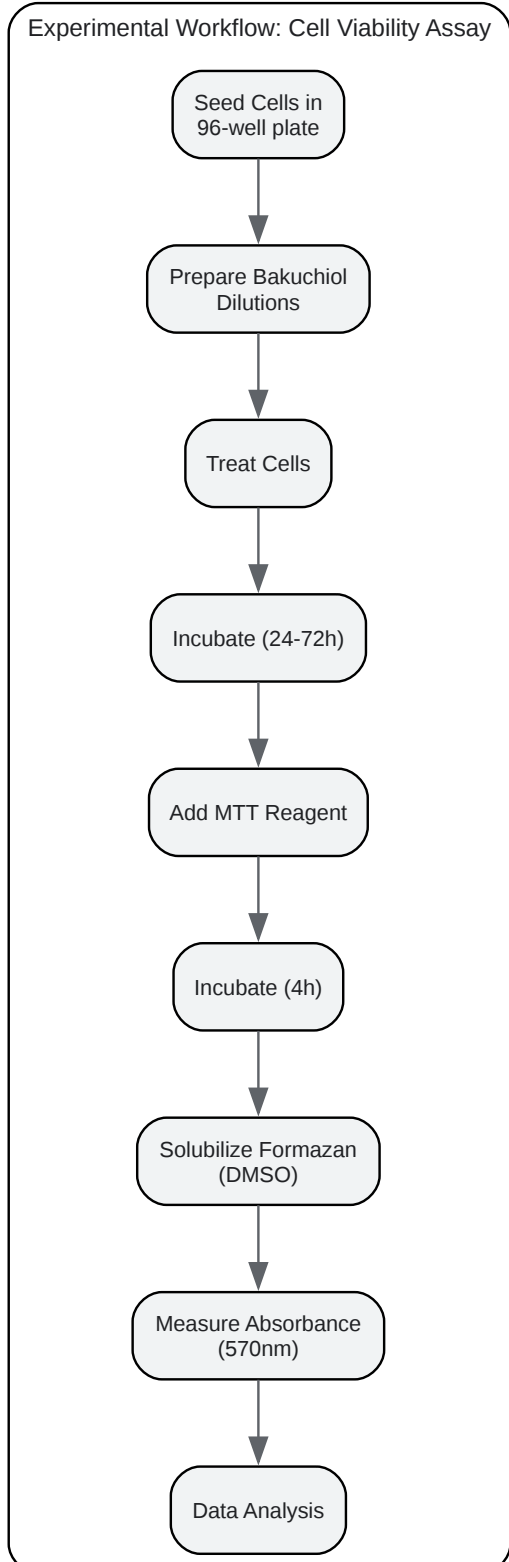 Experimental Workflow: Cell Viability Assay
Seed Cells in
96-well plate
Prepare Bakuchiol
Dilutions
Treat Cells
Incubate (24-72h)
Add MTT Reagent
Incubate (4h)
Solubilize Formazan
(DMSO)
Measure Absorbance
(570nm)
Data Analysis